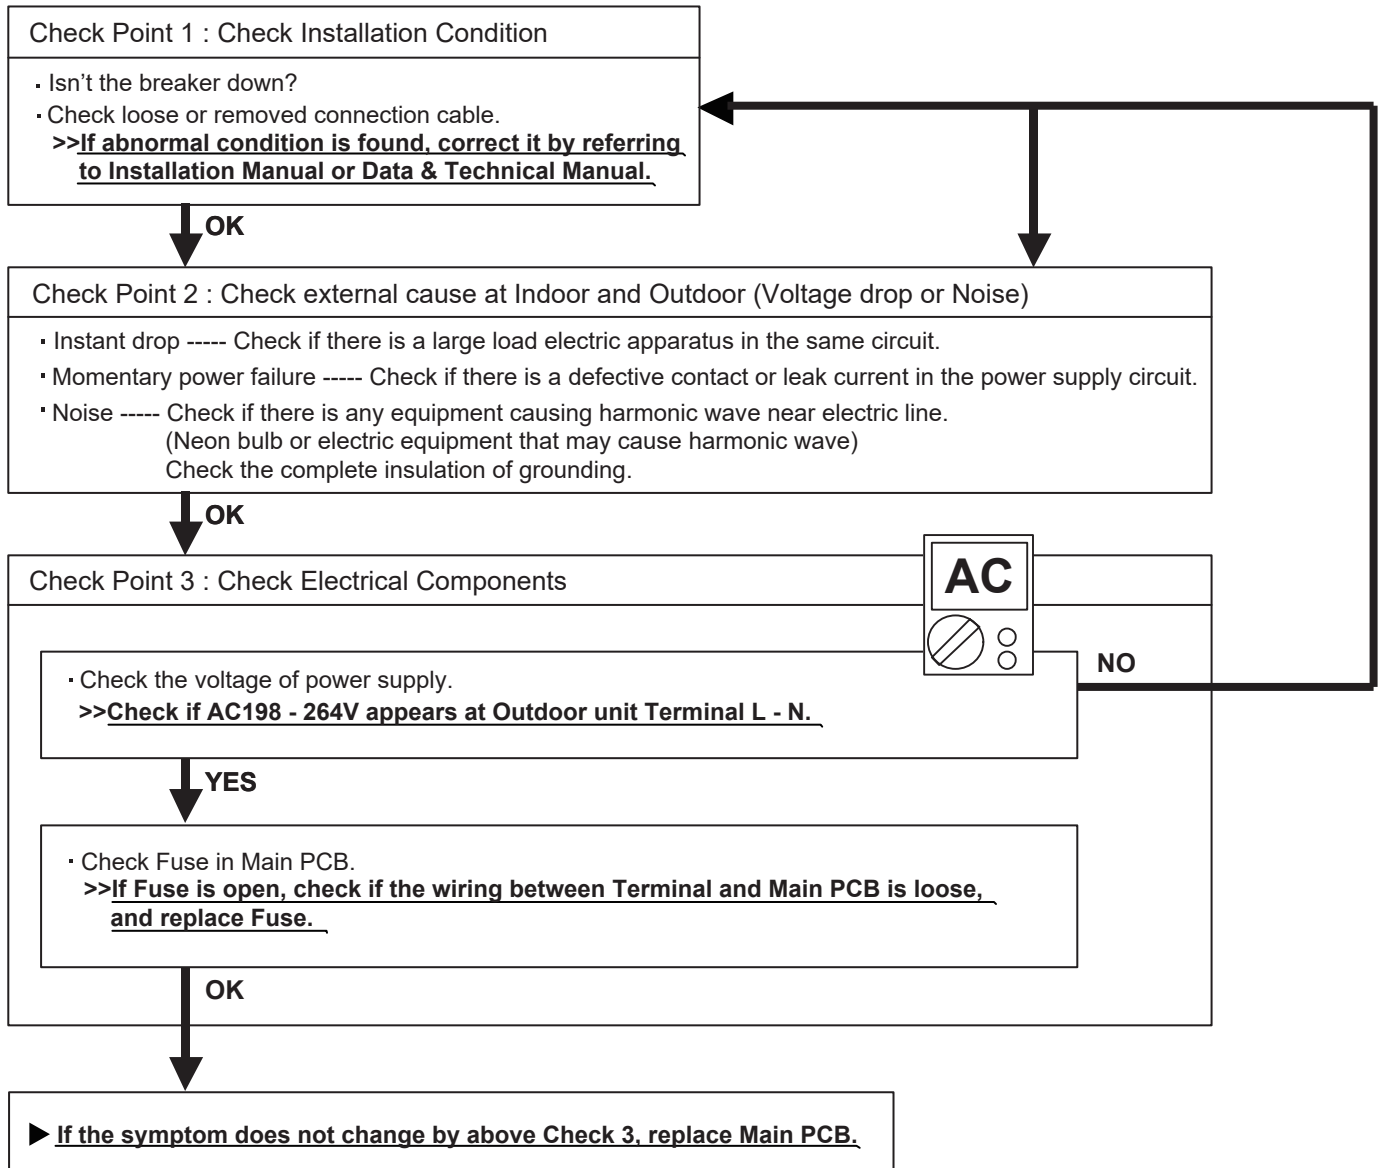 Check Point 1 : Check Installation Condition
· Isn’t the breaker down?
· Check loose or removed connection cable.
>>If abnormal condition is found, correct it by referring
to Installation Manual or Data & Technical Manual.
OK
Check Point 2 : Check external cause at Indoor and Outdoor (Voltage drop or Noise)
· Instant drop ----- Check if there is a large load electric apparatus in the same circuit.
· Momentary power failure ----- Check if there is a defective contact or leak current in the power supply circuit.
· Noise ----- Check if there is any equipment causing harmonic wave near electric line.
(Neon bulb or electric equipment that may cause harmonic wave)
Check the complete insulation of grounding.
OK
Check Point 3 : Check Electrical Components
AC
· Check the voltage of power supply.
>>Check if AC198 - 264V appears at Outdoor unit Terminal L - N.
NO
YES
· Check Fuse in Main PCB.
>>If Fuse is open, check if the wiring between Terminal and Main PCB is loose,
and replace Fuse.
OK
▶ If the symptom does not change by above Check 3, replace Main PCB.